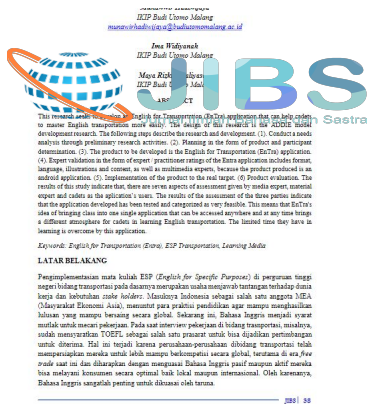 IKIP Budi Utomo Malang
munawirhadiwijaya@budiutomomalang.ac.id
Ima Widiyanah
IKIP Budi Utomo
Maya Rizki
IKIP Budi Malang
JIBS
Jurnal Ilmiah Bahasa dan Sastra
ABSTRACT
This research seeks to develop an English for Transportation (EnTra) application that can help cadets
to master English transportation more easily. The design of this research is the Sadiman model
development research. The following steps describe the research and development. (1). Conduct a needs
analysis through preliminary research activities. (2). Planning in the form of product and participant
determination. (3). The product to be developed is the English for Transportation (EnTra) application.
(4). Expert validation in the form of expert / practitioner ratings of the Entra application includes format,
language, illustrations and content, as well as multimedia experts, because the product produced is an
android application. (5). Implementation of the product to the real target. (6) Product evaluation. The
results of this study indicate that, there are seven aspects of assessment given by media expert, material
expert and cadets as the aplication's users. The results of the assessment of the three parties indicate
that the application developed has been tested and categorized as very feasible. This means that EnTra's
idea of bringing class into one single application that can be accessed anywhere and at any time brings
a different atmosphere for cadets in learning English transportation. The limited time they have in
learning is overcome by this application.
Keywords: English for Transportation (Entra), ESP Transportation, Learning Media
LATAR BELAKANG
Pengimplementasian mata kuliah ESP (English for Specific Purposes) di perguruan tinggi
negeri bidang transportasi pada dasarnya merupakan usaha menjawab tantangan terhadap dunia
kerja dan kebutuhan stake holders. Masuknya Indonesia sebagai salah satu anggota MEA
(Masyarakat Ekonomi Asia), menuntut para praktisi pendidikan agar mampu menghasilkan
lulusan yang mampu bersaing secara global. Sekarang ini, Bahasa Inggris menjadi syarat
mutlak untuk mecari pekerjaan. Pada saat interview pekerjaan di bidang transportasi, misalnya,
sudah mensyaratkan TOEFL sebagai salah satu prasarat untuk bisa dijadikan pertimbangan
untuk diterima. Hal ini terjadi karena perusahaan-perusahaan dibidang transportasi telah
mempersiapkan mereka untuk lebih mampu berkompetisi secara global, terutama di era free
trade saat ini dan diharapkan dengan menguasai Bahasa Inggis pasif maupun aktif mereka
bisa melayani konsumen secara optimal baik lokal maupun internasional. Oleh karenanya,
Bahasa Inggris sangatlah penting untuk dikuasai oleh taruna.
JIBS | 98